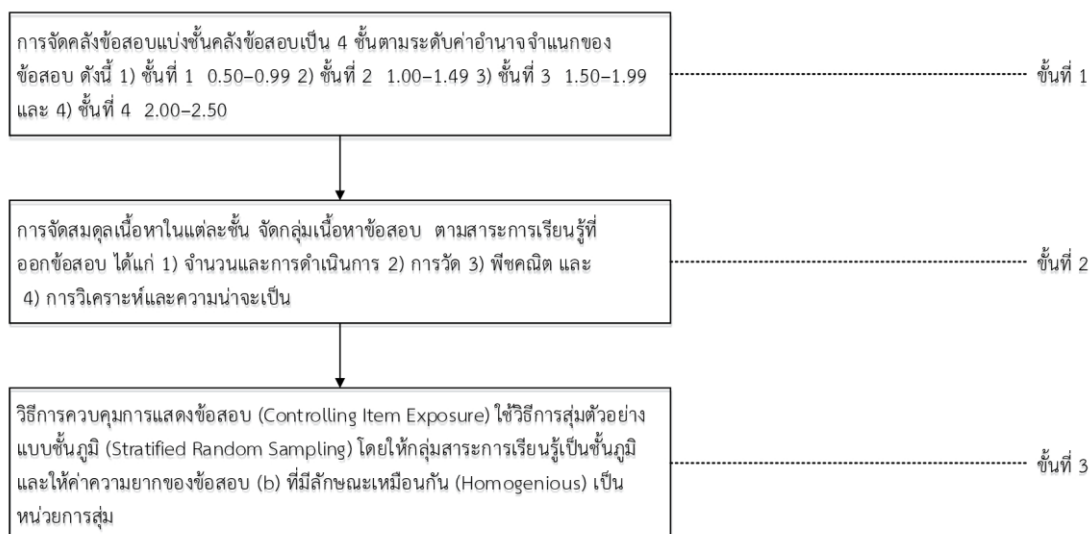 การจัดคลังข้อสอบแบ่งชั้นคลังข้อสอบเป็น 4 ชั้นตามระดับค่าอำนาจจำแนกของ
ข้อสอบ ดังนี้ 1) ชั้นที่ 1 0.50–0.99 2) ชั้นที่ 2 1.00–1.49 3) ชั้นที่ 3 1.50–1.99
และ 4) ชั้นที่ 4 2.00–2.50
ขั้นที่ 1
การจัดสมดุลเนื้อหาในแต่ละชั้น จัดกลุ่มเนื้อหาข้อสอบ ตามสาระการเรียนรู้ที่
ออกข้อสอบ ได้แก่ 1) จำนวนและการดำเนินการ 2) การวัด 3) พีชคณิต และ
4) การวิเคราะห์และความน่าจะเป็น
ขั้นที่ 2
วิธีการควบคุมการแสดงข้อสอบ (Controlling Item Exposure) ใช้วิธีการสุ่มตัวอย่าง
แบบชั้นภูมิ (Stratified Random Sampling) โดยให้กลุ่มสาระการเรียนรู้เป็นชั้นภูมิ
และให้ค่าความยากของข้อสอบ (b) ที่มีลักษณะเหมือนกัน (Homogenious) เป็น
หน่วยการสุ่ม
ขั้นที่ 3